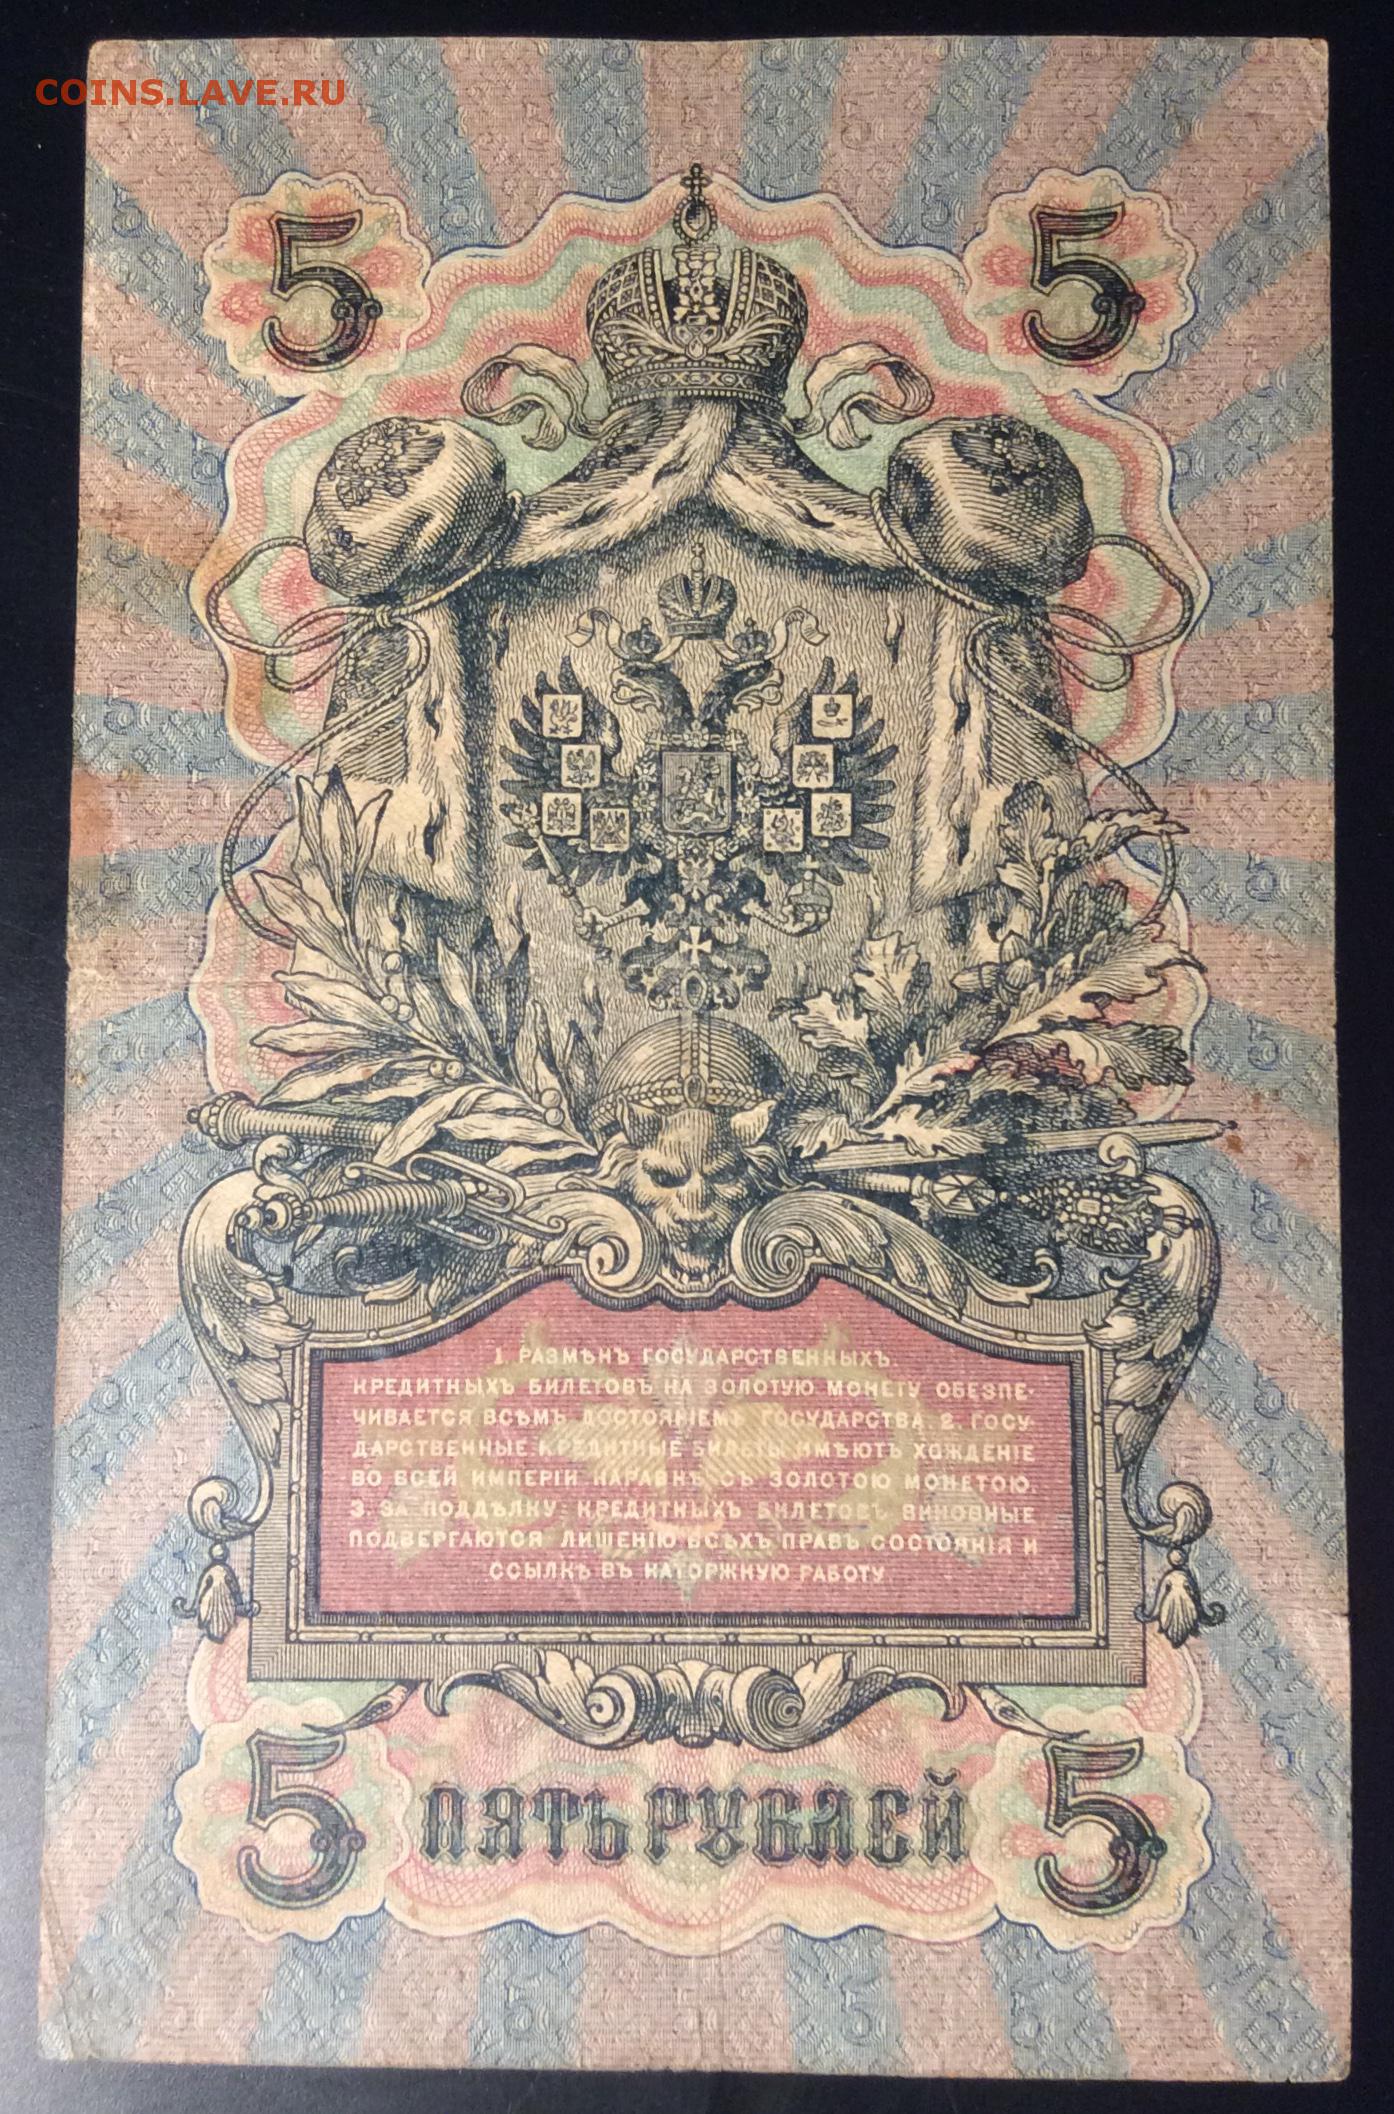 COINS.LAVE.RU
5 5
1. РАЗМѢНЪ ГОСУДАРСТВЕННЫХЪ
КРЕДИТНЫХЪ БИЛЕТОВЪ НА ЗОЛОТУЮ МОНЕТУ ОБЕЗПЕ-
ЧИВАЕТСЯ ВСѢМЪ ДОСТОЯНІЕМЪ ГОСУДАРСТВА. 2. ГОСУ-
ДАРСТВЕННЫЕ КРЕДИТНЫЕ БИЛЕТЫ ИМѢЮТЪ ХОЖДЕНІЕ
ВО ВСЕЙ ИМПЕРІИ НАРАВНѢ СЪ ЗОЛОТОЮ МОНЕТОЮ.
3. ЗА ПОДДѢЛКУ КРЕДИТНЫХЪ БИЛЕТОВЪ ВИНОВНЫЕ
ПОДВЕРГАЮТСЯ ЛИШЕНІЮ ВСѢХЪ ПРАВЪ СОСТОЯНІЯ И
ССЫЛКѢ ВЪ КАТОРЖНУЮ РАБОТУ
5 ПЯТЬ РУБЛЕЙ 5